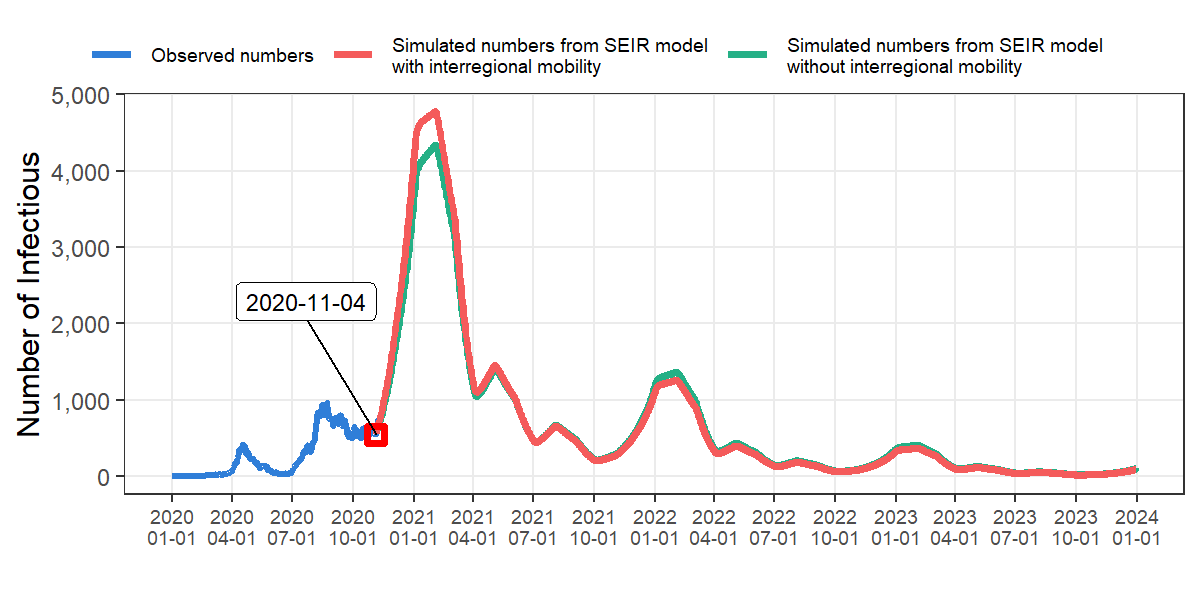 Observed numbers
Simulated numbers from SEIR model
with interregional mobility
Simulated numbers from SEIR model
without interregional mobility
Number of Infectious
5,000
4,000
3,000
2,000
1,000
0
2020-11-04
2020 2020 2020 2020 2021 2021 2021 2021 2022 2022 2022 2022 2023 2023 2023 2023 2024
01-01 04-01 07-01 10-01 01-01 04-01 07-01 10-01 01-01 04-01 07-01 10-01 01-01 04-01 07-01 10-01 01-01